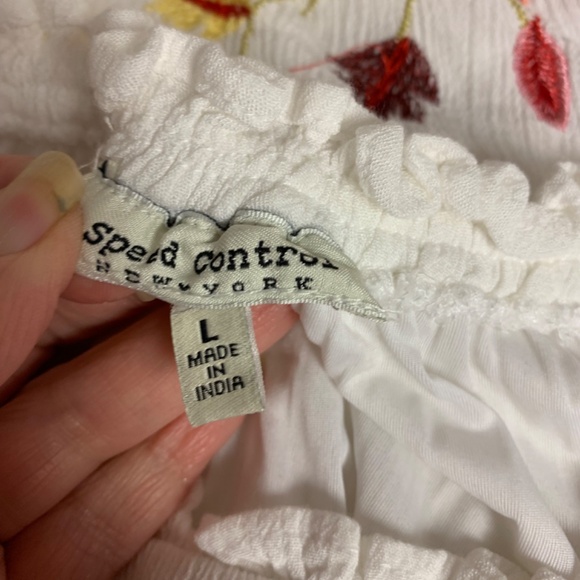 Speed control
NEW YORK
L
MADE
IN
INDIA